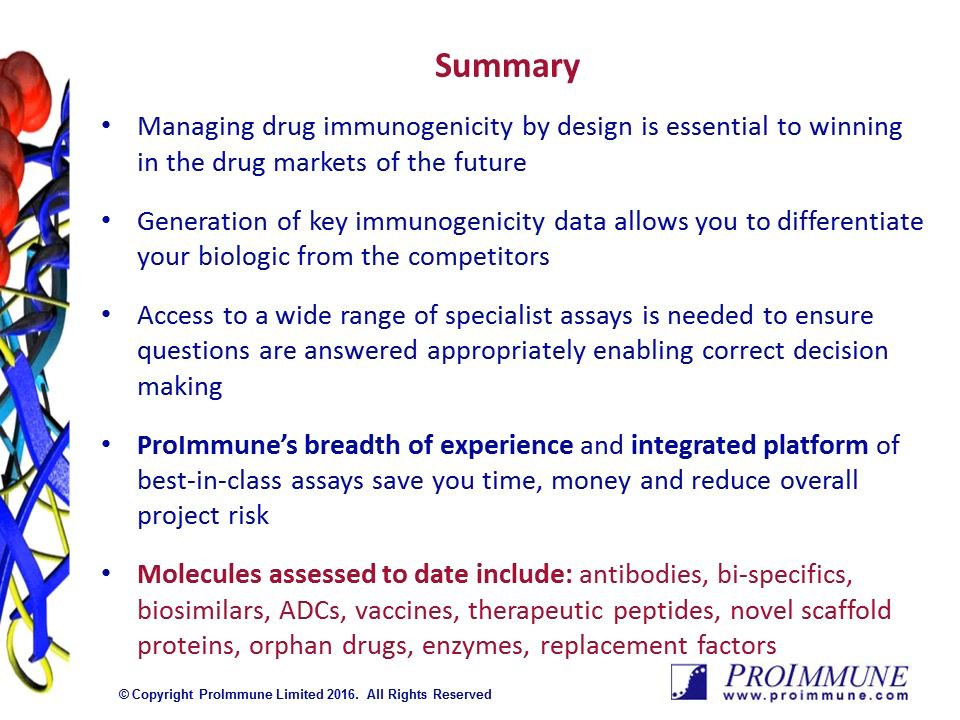 Summary
• Managing drug immunogenicity by design is essential to winning
in the drug markets of the future
• Generation of key immunogenicity data allows you to differentiate
your biologic from the competitors
• Access to a wide range of specialist assays is needed to ensure
questions are answered appropriately enabling correct decision
making
• ProImmune’s breadth of experience and integrated platform of
best-in-class assays save you time, money and reduce overall
project risk
• Molecules assessed to date include: antibodies, bi-specifics,
biosimilars, ADCs, vaccines, therapeutic peptides, novel scaffold
proteins, orphan drugs, enzymes, replacement factors
© Copyright ProImmune Limited 2016. All Rights Reserved
PROIMMUNE
www.proimmune.com